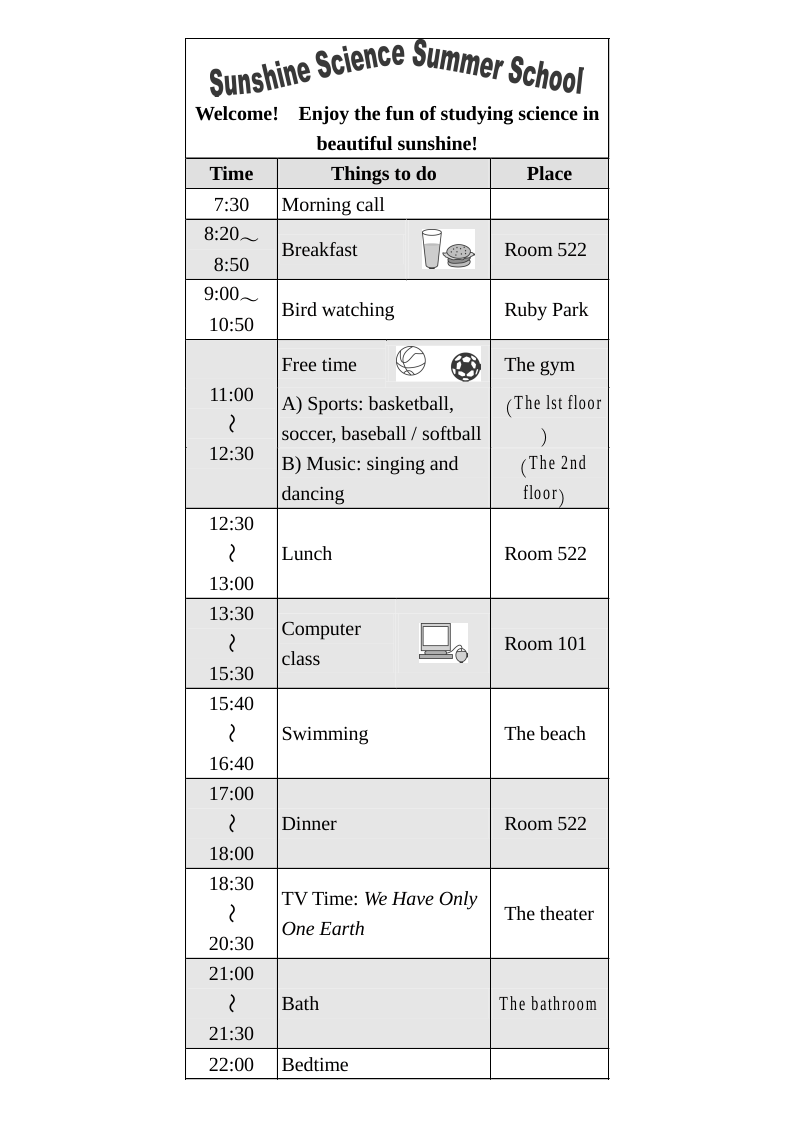 Sunshine Science Summer School
Welcome! Enjoy the fun of studying science in
beautiful sunshine!
Time Things to do Place
7:30 Morning call
8:20～
8:50
Breakfast
Room 522
9:00～
10:50
Bird watching
Ruby Park
11:00
～
12:30
Free time
A) Sports: basketball,
soccer, baseball / softball
B) Music: singing and
dancing
The gym
(The lst floor
)
(The 2nd
floor)
12:30
～
13:00
Lunch
Room 522
13:30
～
15:30
Computer
class
Room 101
15:40
～
16:40
Swimming
The beach
17:00
～
18:00
Dinner
Room 522
18:30
～
20:30
TV Time: We Have Only
One Earth
The theater
21:00
～
21:30
Bath
The bathroom
22:00 Bedtime